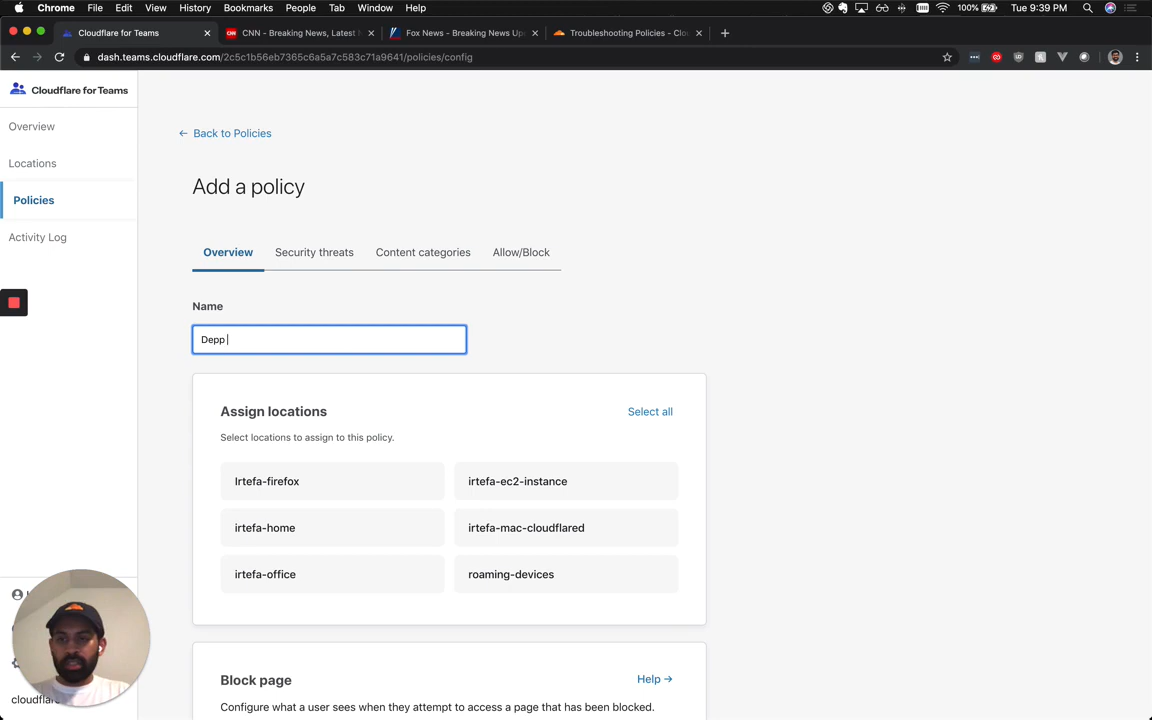 Chrome File Edit View History Bookmarks People Tab Window Help 100% Tue 9:39 PM
Cloudflare for Teams CNN - Breaking News, Latest Fox News - Breaking News Up Troubleshooting Policies - Clo
dash.teams.cloudflare.com/2c5c1b56eb7365c6a5a7c583c71a9641/policies/config
Cloudflare for Teams
Overview
Locations
Policies
Activity Log
cloudflar
← Back to Policies
Add a policy
Overview Security threats Content categories Allow/Block
Name
Depp
Assign locations Select all
Select locations to assign to this policy.
Irtefa-firefox irtefa-ec2-instance
irtefa-home irtefa-mac-cloudflared
irtefa-office roaming-devices
Block page Help →
Configure what a user sees when they attempt to access a page that has been blocked.